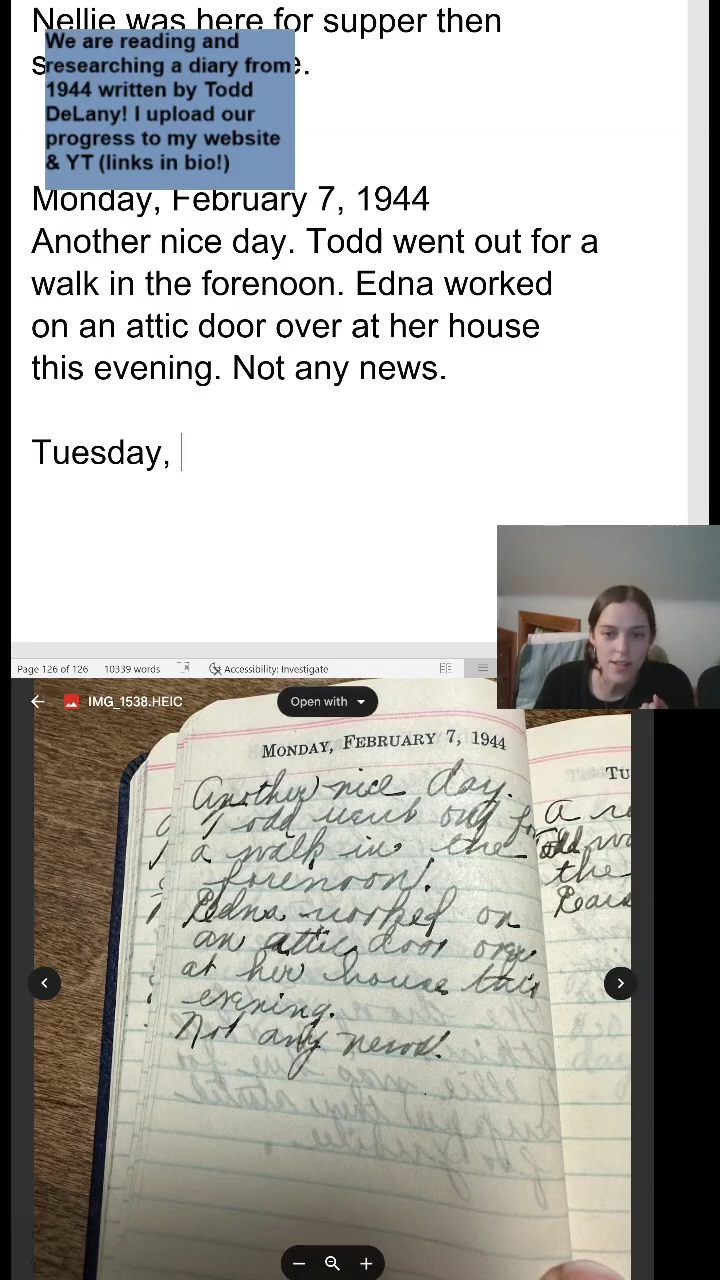 Nellie was here for supper then
s e.
We are reading and
researching a diary from
1944 written by Todd
DeLany! I upload our
progress to my website
& YT (links in bio!)
Monday, February 7, 1944
Another nice day. Todd went out for a
walk in the forenoon. Edna worked
on an attic door over at her house
this evening. Not any news.
Tuesday,
Page 126 of 126 10339 words Accessibility: Investigate
IMG_1538.HEIC
Open with
MONDAY, FEBRUARY 7, 1944
Another nice day.
Todd went out for
a walk in the
forenoon.
Edna worked on
an attic door over
at her house this
evening.
Not any news.
TU
a
Todd
the